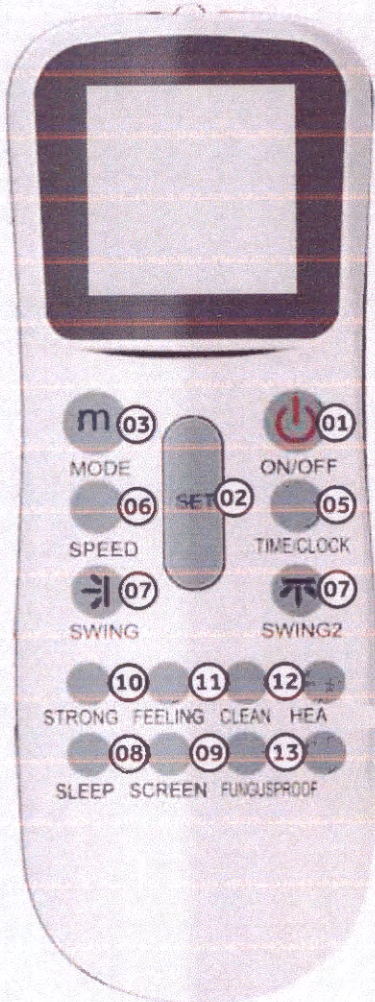 m 03 01
MODE ON/OFF
06 SET 02 05
SPEED TIME/CLOCK
07 07
SWING SWING2
10 11 12
STRONG FEELING CLEAN HEA
08 09 13
SLEEP SCREEN FUNGUSPROOF